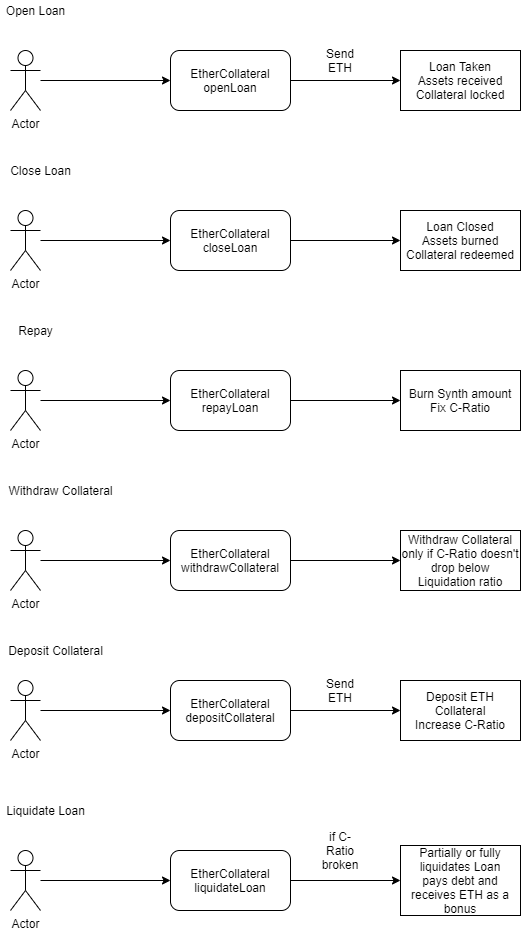 Open Loan
Send
ETH
EtherCollateral
openLoan
Loan Taken
Assets received
Collateral locked
Actor
Close Loan
EtherCollateral
closeLoan
Loan Closed
Assets burned
Collateral redeemed
Actor
Repay
EtherCollateral
repayLoan
Burn Synth amount
Fix C-Ratio
Actor
Withdraw Collateral
EtherCollateral
withdrawCollateral
Withdraw Collateral
only if C-Ratio doesn't
drop below
Liquidation ratio
Actor
Deposit Collateral
Send
ETH
EtherCollateral
depositCollateral
Deposit ETH
Collateral
Increase C-Ratio
Actor
Liquidate Loan
if C-
Ratio
broken
EtherCollateral
liquidateLoan
Partially or fully
liquidates Loan
pays debt and
receives ETH as a
bonus
Actor